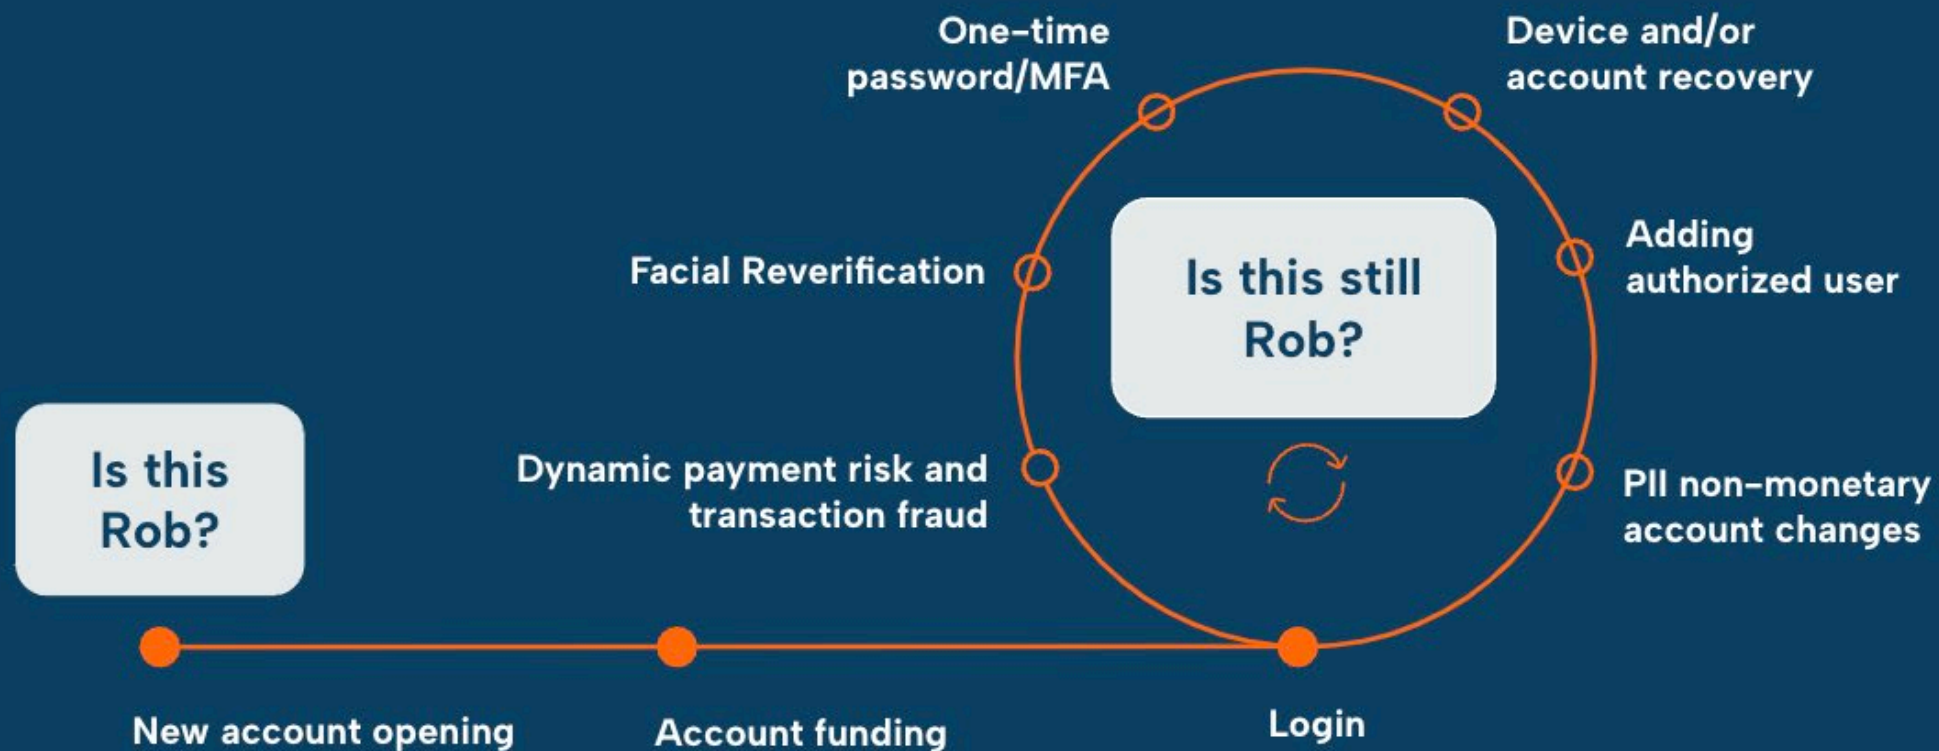 One-time
password/MFA
Device and/or
account recovery
Facial Reverification
Is this still
Rob?
Adding
authorized user
Is this
Rob?
Dynamic payment risk and
transaction fraud
PII non-monetary
account changes
New account opening
Account funding
Login